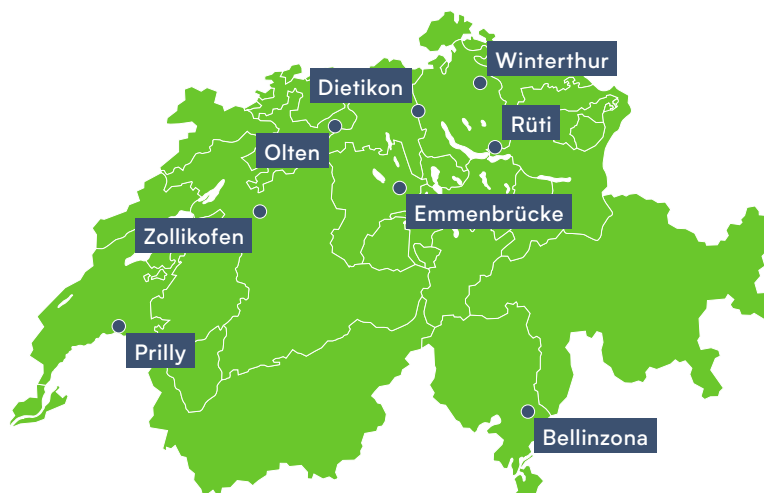 Winterthur
Dietikon
Rüti
Olten
Emmenbrücke
Zollikofen
Prilly
Bellinzona